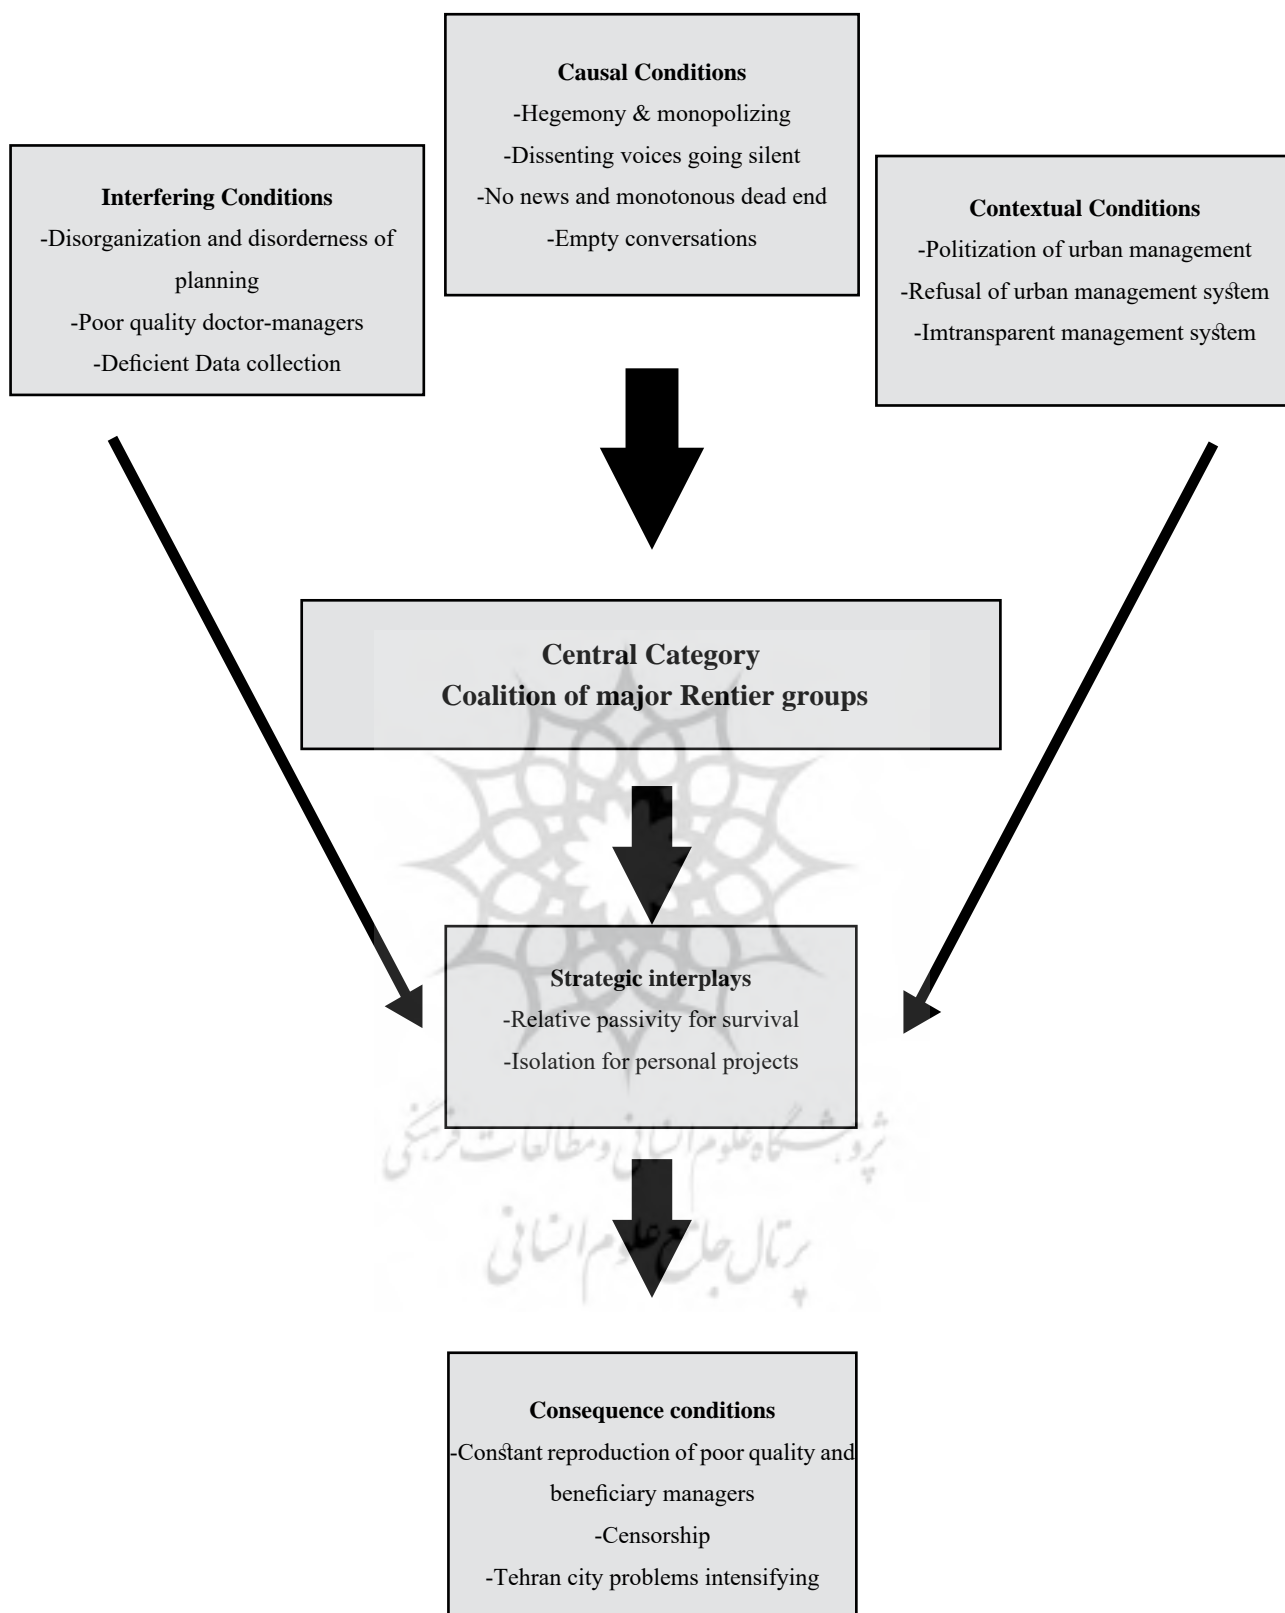 Causal Conditions
-Hegemony & monopolizing
-Dissenting voices going silent
-No news and monotonous dead end
-Empty conversations
Interfering Conditions
-Disorganization and disorderness of
planning
-Poor quality doctor-managers
-Deficient Data collection
Contextual Conditions
-Politization of urban management
-Refusal of urban management system
-Imtransparent management system
Central Category
Coalition of major Rentier groups
Strategic interplays
-Relative passivity for survival
-Isolation for personal projects
پژوهشگاه علوم انسانی و مطالعات فرهنگی
پرتال جامع علوم انسانی
Consequence conditions
-Constant reproduction of poor quality and
beneficiary managers
-Censorship
-Tehran city problems intensifying